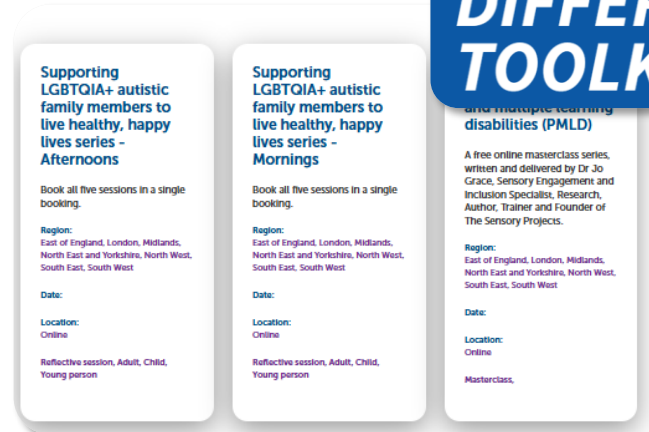 DIFFER
TOOLK
Supporting
LGBTQIA+ autistic
family members to
live healthy, happy
lives series -
Afternoons
Book all five sessions in a single
booking.
Region:
East of England, London, Midlands,
North East and Yorkshire, North West,
South East, South West
Date:
Location:
Online
Reflective session, Adult, Child,
Young person
Supporting
LGBTQIA+ autistic
family members to
live healthy, happy
lives series -
Mornings
Book all five sessions in a single
booking.
Region:
East of England, London, Midlands,
North East and Yorkshire, North West,
South East, South West
Date:
Location:
Online
Reflective session, Adult, Child,
Young person
and multiple learning
disabilities (PMLD)
A free online masterclass series,
written and delivered by Dr Jo
Grace, Sensory Engagement and
Inclusion Specialist, Research,
Author, Trainer and Founder of
The Sensory Projects.
Region:
East of England, London, Midlands,
North East and Yorkshire, North West,
South East, South West
Date:
Location:
Online
Masterclass,